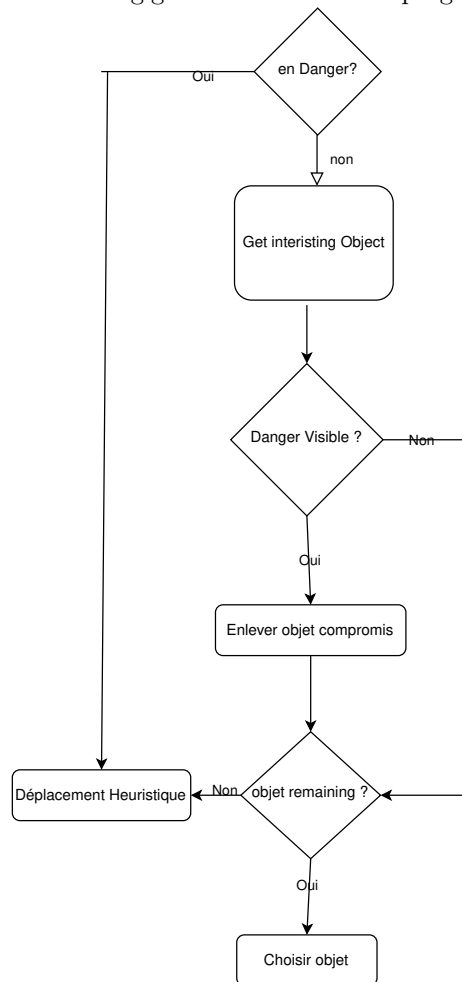 en Danger?
Oui
non
Get interisting Object
Danger Visible ?
Non
Oui
Enlever objet compromis
Déplacement Heuristique
Non
objet remaining ?
Oui
Choisir objet